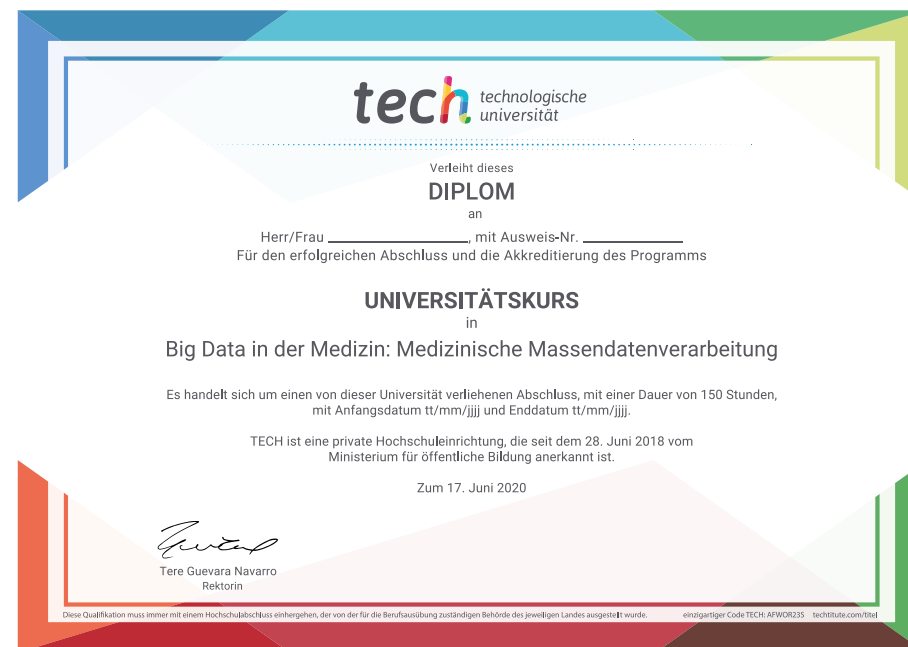 tech technologische
universität
Verleiht dieses
DIPLOM
an
Herr/Frau ____________________, mit Ausweis-Nr. ______________
Für den erfolgreichen Abschluss und die Akkreditierung des Programms
UNIVERSITÄTSKURS
in
Big Data in der Medizin: Medizinische Massendatenverarbeitung
Es handelt sich um einen von dieser Universität verliehenen Abschluss, mit einer Dauer von 150 Stunden,
mit Anfangsdatum tt/mm/jjjj und Enddatum tt/mm/jjjj.
TECH ist eine private Hochschuleinrichtung, die seit dem 28. Juni 2018 vom
Ministerium für öffentliche Bildung anerkannt ist.
Zum 17. Juni 2020
Tere Guevara Navarro
Rektorin
Diese Qualifikation muss immer mit einem Hochschulabschluss einhergehen, der von der für die Berufsausübung zuständigen Behörde des jeweiligen Landes ausgestellt wurde. einzigartiger Code TECH: AFWOR23S techtitute.com/titel